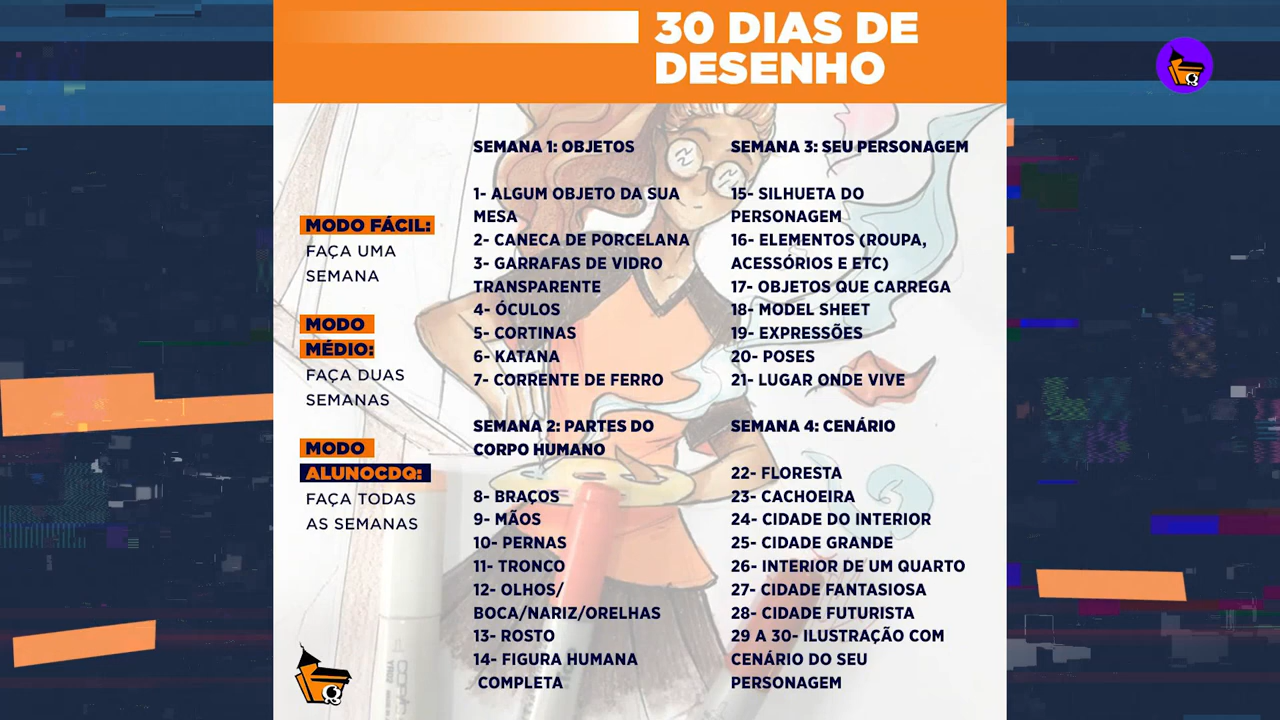 30 DIAS DE
DESENHO
MODO FÁCIL:
FAÇA UMA
SEMANA
MODO
MÉDIO:
FAÇA DUAS
SEMANAS
MODO
ALUNOCDQ:
FAÇA TODAS
AS SEMANAS
SEMANA 1: OBJETOS
1- ALGUM OBJETO DA SUA
MESA
2- CANECA DE PORCELANA
3- GARRAFAS DE VIDRO
TRANSPARENTE
4- ÓCULOS
5- CORTINAS
6- KATANA
7- CORRENTE DE FERRO
SEMANA 2: PARTES DO
CORPO HUMANO
8- BRAÇOS
9- MÃOS
10- PERNAS
11- TRONCO
12- OLHOS/
BOCA/NARIZ/ORELHAS
13- ROSTO
14- FIGURA HUMANA
COMPLETA
SEMANA 3: SEU PERSONAGEM
15- SILHUETA DO
PERSONAGEM
16- ELEMENTOS (ROUPA,
ACESSÓRIOS E ETC)
17- OBJETOS QUE CARREGA
18- MODEL SHEET
19- EXPRESSÕES
20- POSES
21- LUGAR ONDE VIVE
SEMANA 4: CENÁRIO
22- FLORESTA
23- CACHOEIRA
24- CIDADE DO INTERIOR
25- CIDADE GRANDE
26- INTERIOR DE UM QUARTO
27- CIDADE FANTASIOSA
28- CIDADE FUTURISTA
29 A 30- ILUSTRAÇÃO COM
CENÁRIO DO SEU
PERSONAGEM